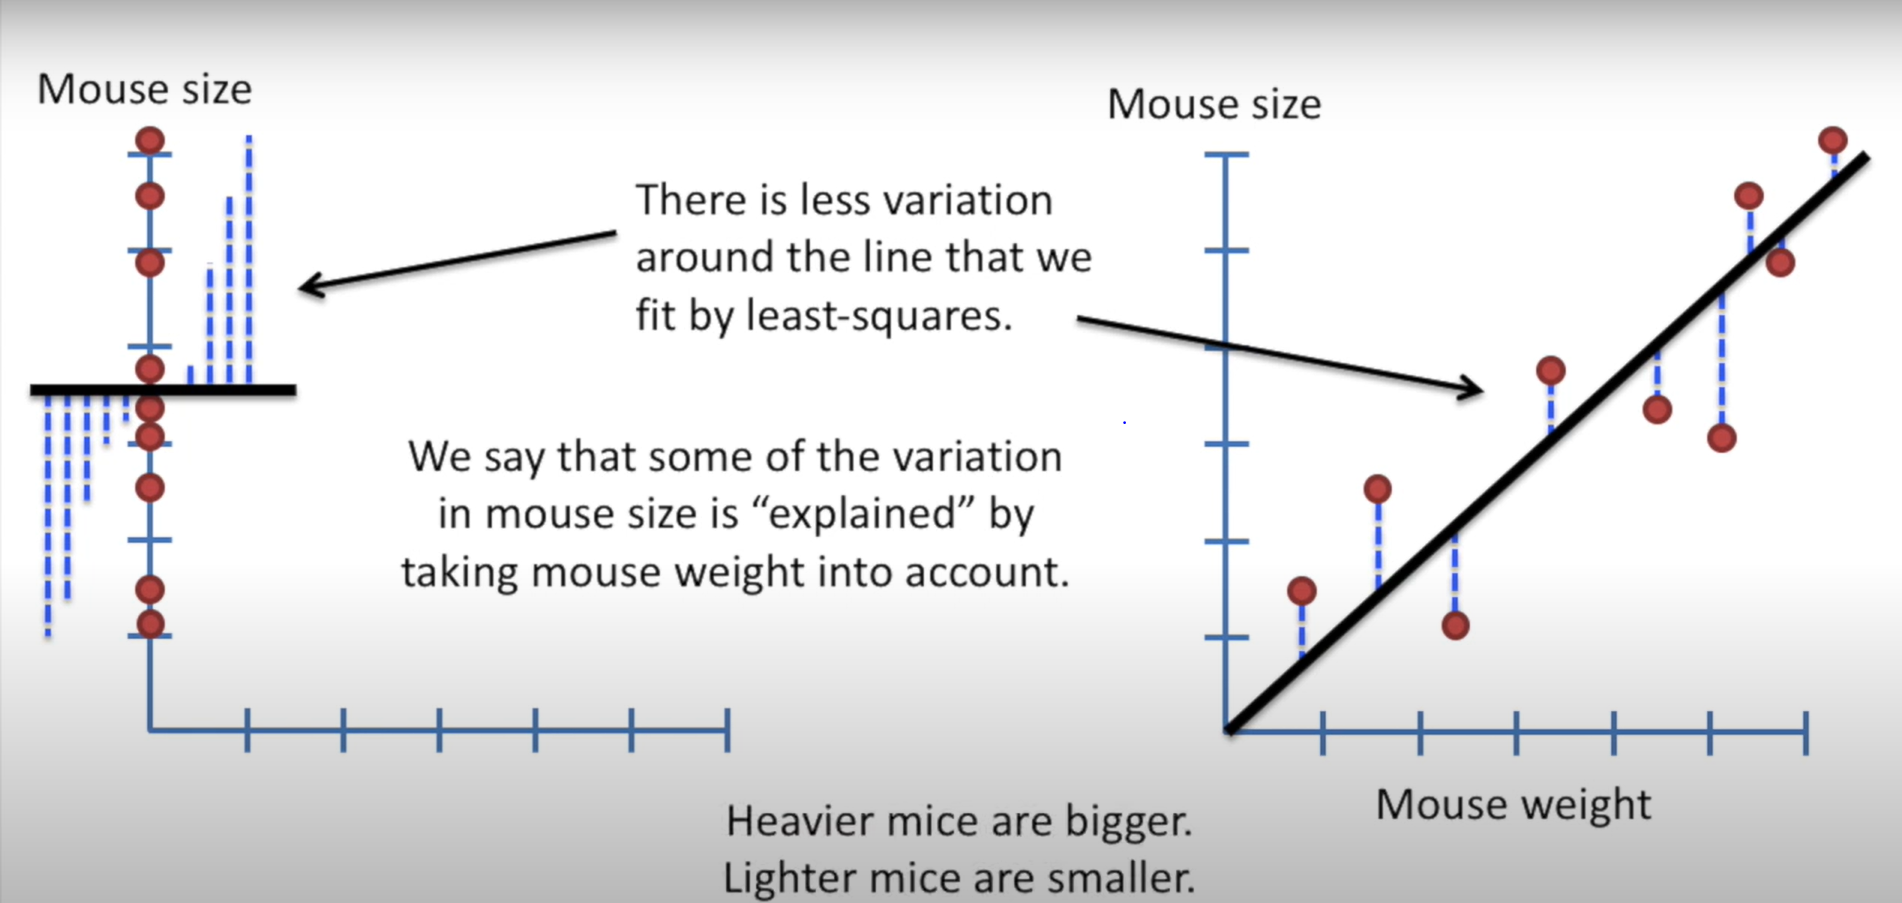 Mouse size
Mouse size
There is less variation
around the line that we
fit by least-squares.
We say that some of the variation
in mouse size is “explained” by
taking mouse weight into account.
Mouse weight
Heavier mice are bigger.
Lighter mice are smaller.